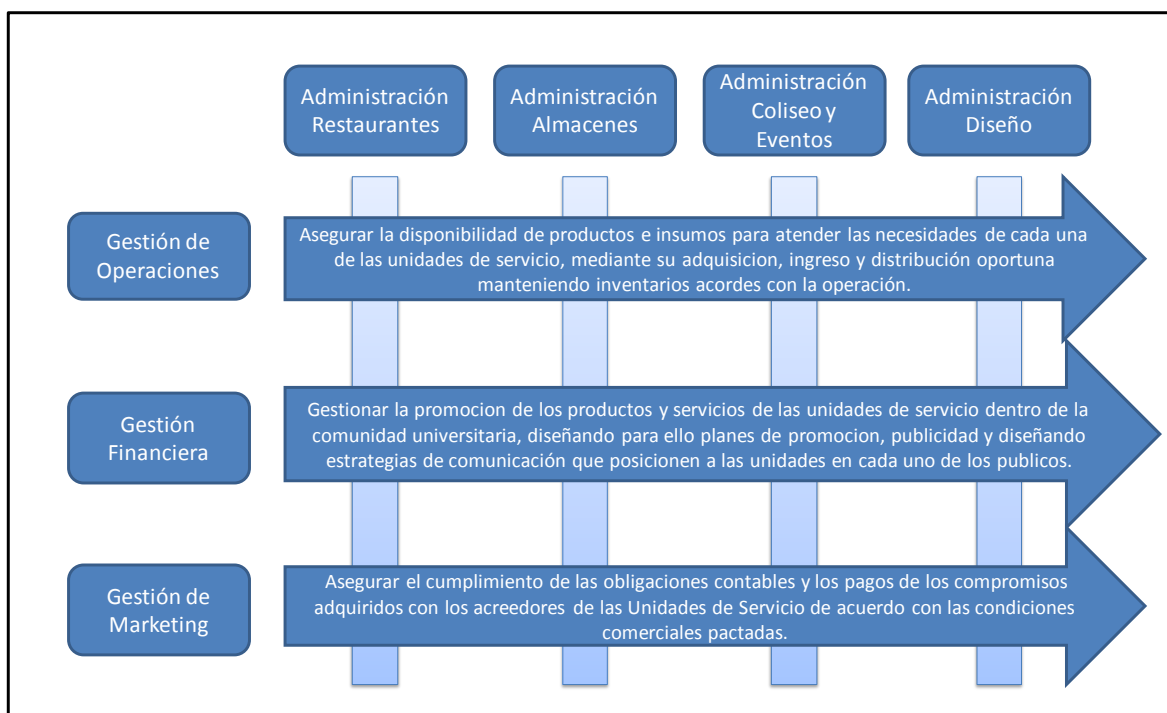 Administración
Restaurantes
Administración
Almacenes
Administración
Coliseo y
Eventos
Administración
Diseño
Gestión de
Operaciones
Asegurar la disponibilidad de productos e insumos para atender las necesidades de cada una
de las unidades de servicio, mediante su adquisicion, ingreso y distribución oportuna
manteniendo inventarios acordes con la operación.
Gestión
Financiera
Gestionar la promocion de los productos y servicios de las unidades de servicio dentro de la
comunidad universitaria, diseñando para ello planes de promocion, publicidad y diseñando
estrategias de comunicación que posicionen a las unidades en cada uno de los publicos.
Gestión de
Marketing
Asegurar el cumplimiento de las obligaciones contables y los pagos de los compromisos
adquiridos con los acreedores de las Unidades de Servicio de acuerdo con las condiciones
comerciales pactadas.